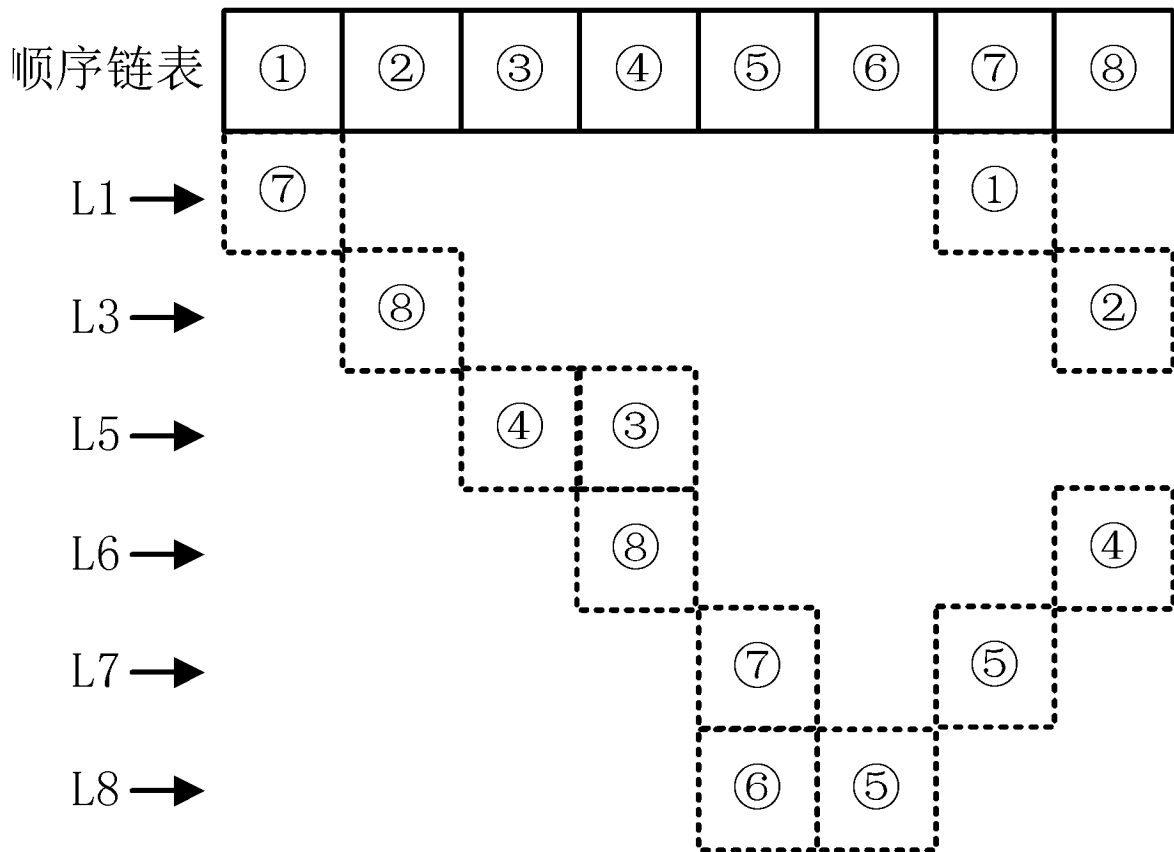 顺序链表 ① ② ③ ④ ⑤ ⑥ ⑦ ⑧
L1 ⑦ ①
L3 ⑧ ②
L5 ④ ③
L6 ⑧ ④
L7 ⑦ ⑤
L8 ⑥ ⑤